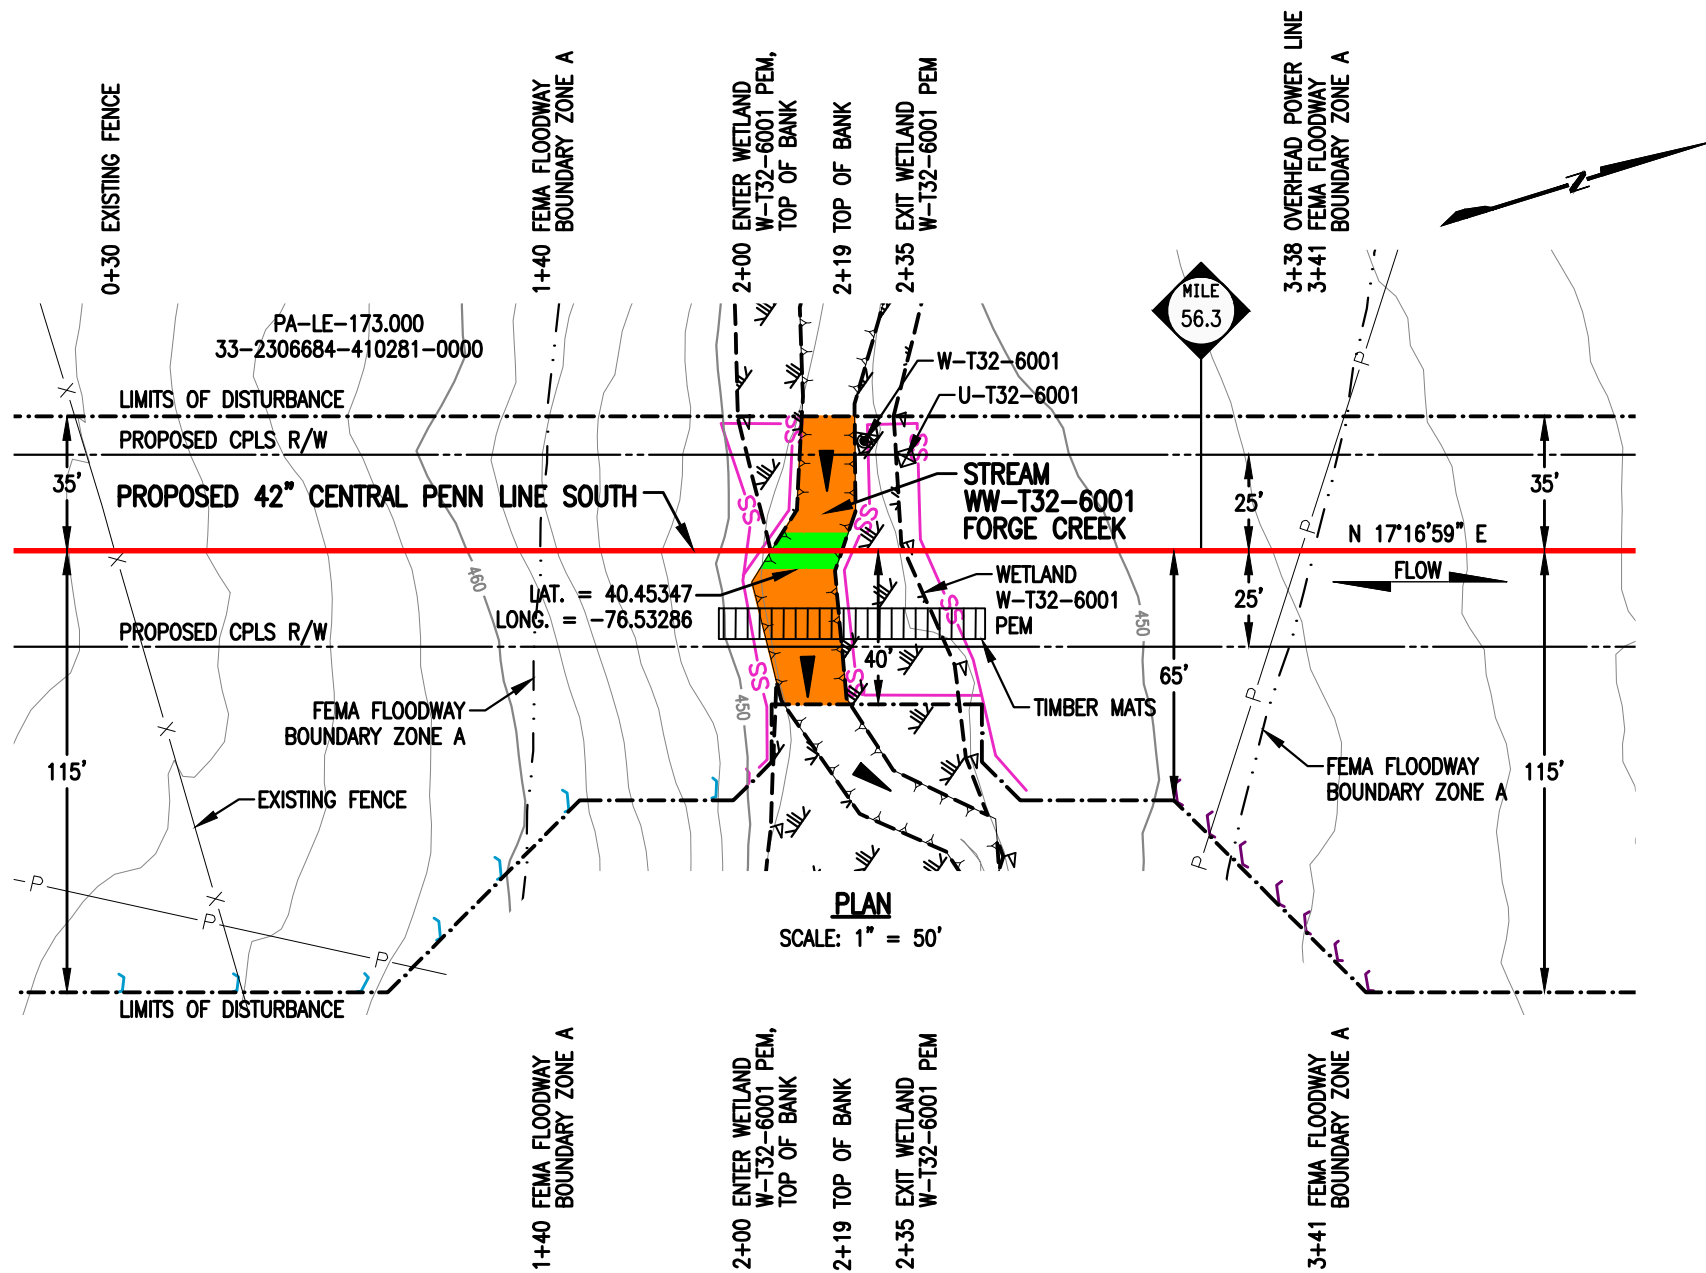 0+30 EXISTING FENCE
1+40 FEMA FLOODWAY
BOUNDARY ZONE A
2+00 ENTER WETLAND
W-T32-6001 PEM,
TOP OF BANK
2+19 TOP OF BANK
2+35 EXIT WETLAND
W-T32-6001 PEM
3+38 OVERHEAD POWER LINE
3+41 FEMA FLOODWAY
BOUNDARY ZONE A
N
MILE
56.3
PA-LE-173.000
33-2306684-410281-0000
W-T32-6001
U-T32-6001
LIMITS OF DISTURBANCE
PROPOSED CPLS R/W
35'
PROPOSED 42" CENTRAL PENN LINE SOUTH
STREAM
WW-T32-6001
FORGE CREEK
25'
35'
N 17°16'59" E
FLOW
LAT. = 40.45347
LONG. = -76.53286
460
WETLAND
W-T32-6001
PEM
25'
450
PROPOSED CPLS R/W
40'
65'
TIMBER MATS
450
FEMA FLOODWAY
BOUNDARY ZONE A
115'
EXISTING FENCE
FEMA FLOODWAY
BOUNDARY ZONE A
115'
X
X
X
X
P
P
P
P
P
P
P
SS
SS
SS
SS
SS
SS
SS
PLAN
SCALE: 1" = 50'
LIMITS OF DISTURBANCE
1+40 FEMA FLOODWAY
BOUNDARY ZONE A
2+00 ENTER WETLAND
W-T32-6001 PEM,
TOP OF BANK
2+19 TOP OF BANK
2+35 EXIT WETLAND
W-T32-6001 PEM
3+41 FEMA FLOODWAY
BOUNDARY ZONE A